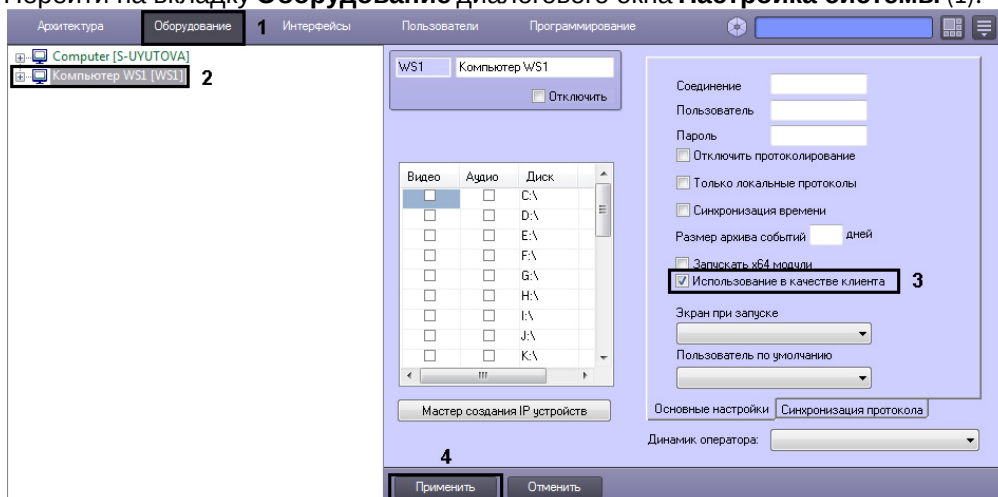 Перейти на вкладку Оборудование диалогового окна Настройка системы (1).
Архитектура Оборудование 1 Интерфейсы Пользователи Программирование
Computer [S-UYUTOVA]
Компьютер WS1 [WS1] 2
WS1 Компьютер WS1
Отключить
Видео Аудио Диск
C:\
D:\
E:\
F:\
G:\
H:\
I:\
J:\
K:\
Мастер создания IP устройств
Соединение
Пользователь
Пароль
Отключить протоколирование
Только локальные протоколы
Синхронизация времени
Размер архива событий дней
Запускать x64 модули
Использование в качестве клиента 3
Экран при запуске
Пользователь по умолчанию
Основные настройки Синхронизация протокола
Динамик оператора:
4
Применить Отменить